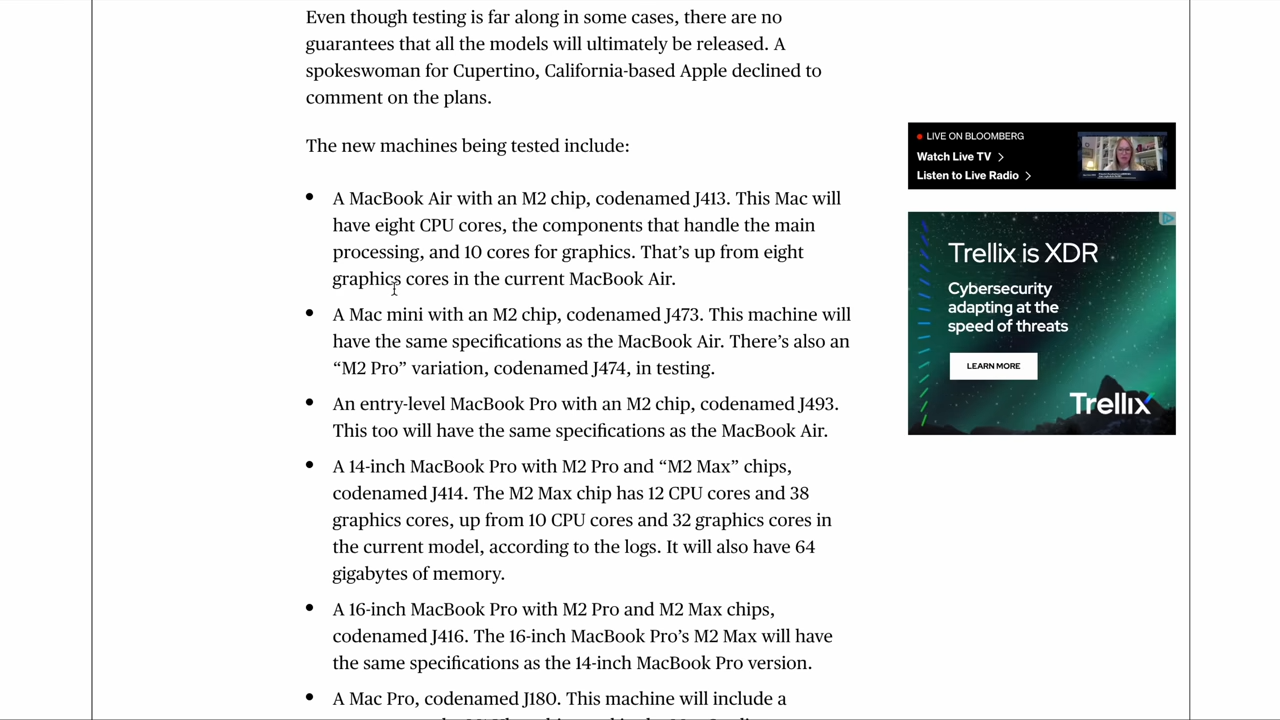 Even though testing is far along in some cases, there are no
guarantees that all the models will ultimately be released. A
spokeswoman for Cupertino, California-based Apple declined to
comment on the plans.
The new machines being tested include:
• A MacBook Air with an M2 chip, codenamed J413. This Mac will
have eight CPU cores, the components that handle the main
processing, and 10 cores for graphics. That’s up from eight
graphics cores in the current MacBook Air.
• A Mac mini with an M2 chip, codenamed J473. This machine will
have the same specifications as the MacBook Air. There’s also an
“M2 Pro” variation, codenamed J474, in testing.
• An entry-level MacBook Pro with an M2 chip, codenamed J493.
This too will have the same specifications as the MacBook Air.
• A 14-inch MacBook Pro with M2 Pro and “M2 Max” chips,
codenamed J414. The M2 Max chip has 12 CPU cores and 38
graphics cores, up from 10 CPU cores and 32 graphics cores in
the current model, according to the logs. It will also have 64
gigabytes of memory.
• A 16-inch MacBook Pro with M2 Pro and M2 Max chips,
codenamed J416. The 16-inch MacBook Pro’s M2 Max will have
the same specifications as the 14-inch MacBook Pro version.
• A Mac Pro, codenamed J180. This machine will include a
LIVE ON BLOOMBERG
Watch Live TV >
Listen to Live Radio >
Trellix is XDR
Cybersecurity
adapting at the
speed of threats
LEARN MORE
Trellix